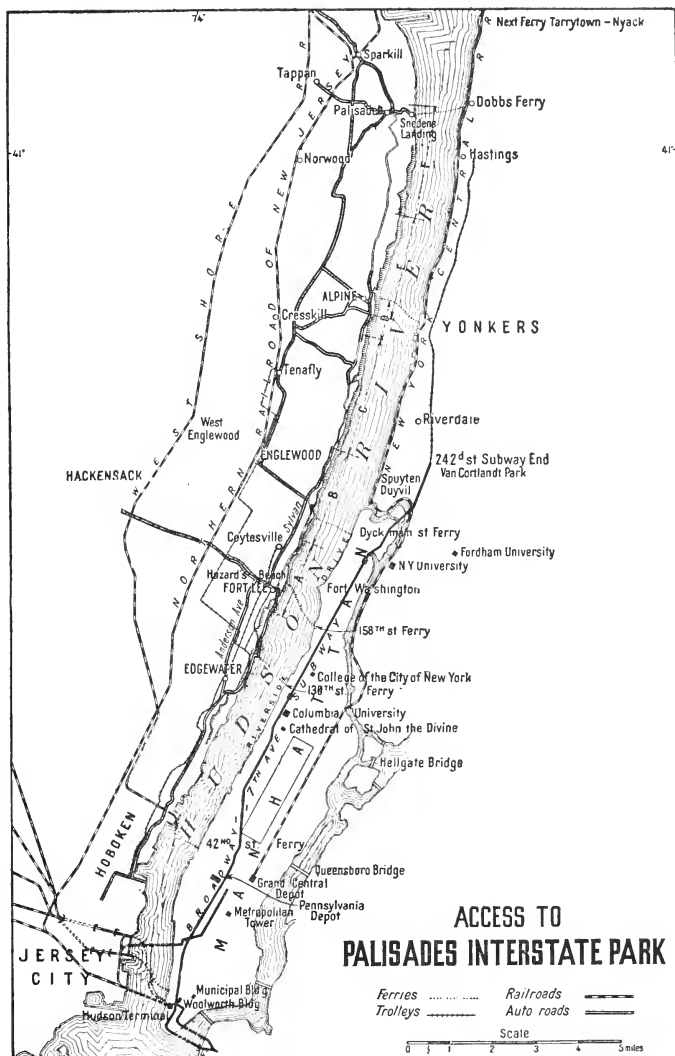 74°
Next Ferry Tarrytown – Nyack
Sparkill
Tappan
Palisades
Snedens
Landing
Dobbs Ferry
41°
41°
Norwood
Hastings
WEST SHORE R R
NORTHERN RAILROAD OF NEW JERSEY
NEW YORK CENTRAL R R
HUDSON RIVER
ALPINE
Cresskill
YONKERS
Tenafly
West
Englewood
Riverdale
ENGLEWOOD
242d st Subway End
Van Cortlandt Park
HACKENSACK
Spuyten
Duyvil
Sylvan
Coytesville
Dyckman st Ferry
Fordham University
N Y University
Hazard's Beach
FORT LEE
Fort Washington
Anderson Ave
158TH st Ferry
EDGEWATER
College of the City of New York
130TH st. Ferry
RIVERSIDE DRIVE
Columbia University
Cathedral of St John the Divine
BROADWAY – 7TH AVE SUBWAY
Hellgate Bridge
MANHATTAN
HOBOKEN
42ND st Ferry
Queensboro Bridge
Grand Central
Depot
Pennsylvania
Depot
Metropolitan
Tower
JERSEY
CITY
Municipal Bldg
Woolworth Bldg
Hudson Terminal
74°
ACCESS TO
PALISADES INTERSTATE PARK
Ferries
Railroads
Trolleys
Auto roads
Scale
0 ½ 1 2 3 4 5 miles